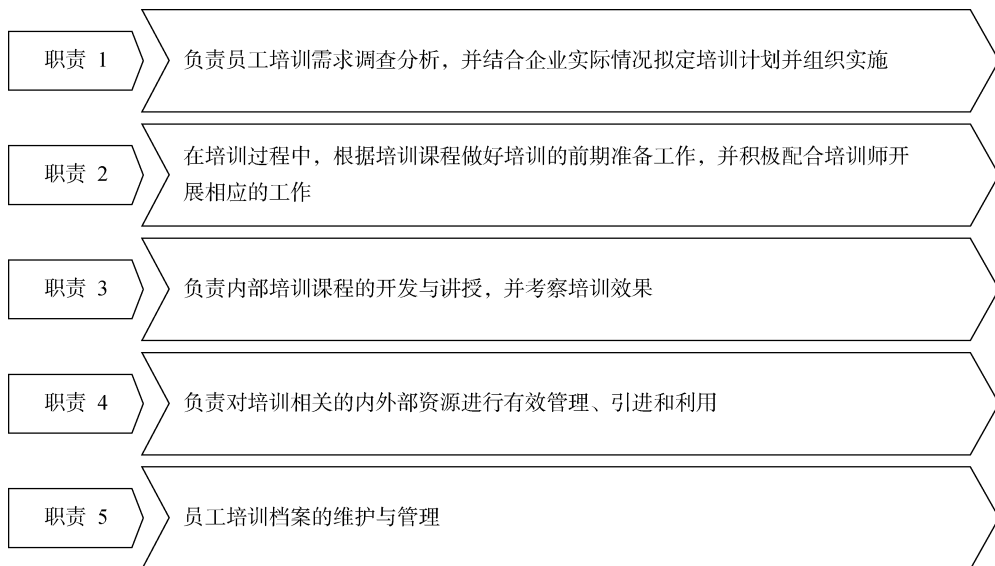 职责 1
负责员工培训需求调查分析，并结合企业实际情况拟定培训计划并组织实施
职责 2
在培训过程中，根据培训课程做好培训的前期准备工作，并积极配合培训师开
展相应的工作
职责 3
负责内部培训课程的开发与讲授，并考察培训效果
职责 4
负责对培训相关的内外部资源进行有效管理、引进和利用
职责 5
员工培训档案的维护与管理